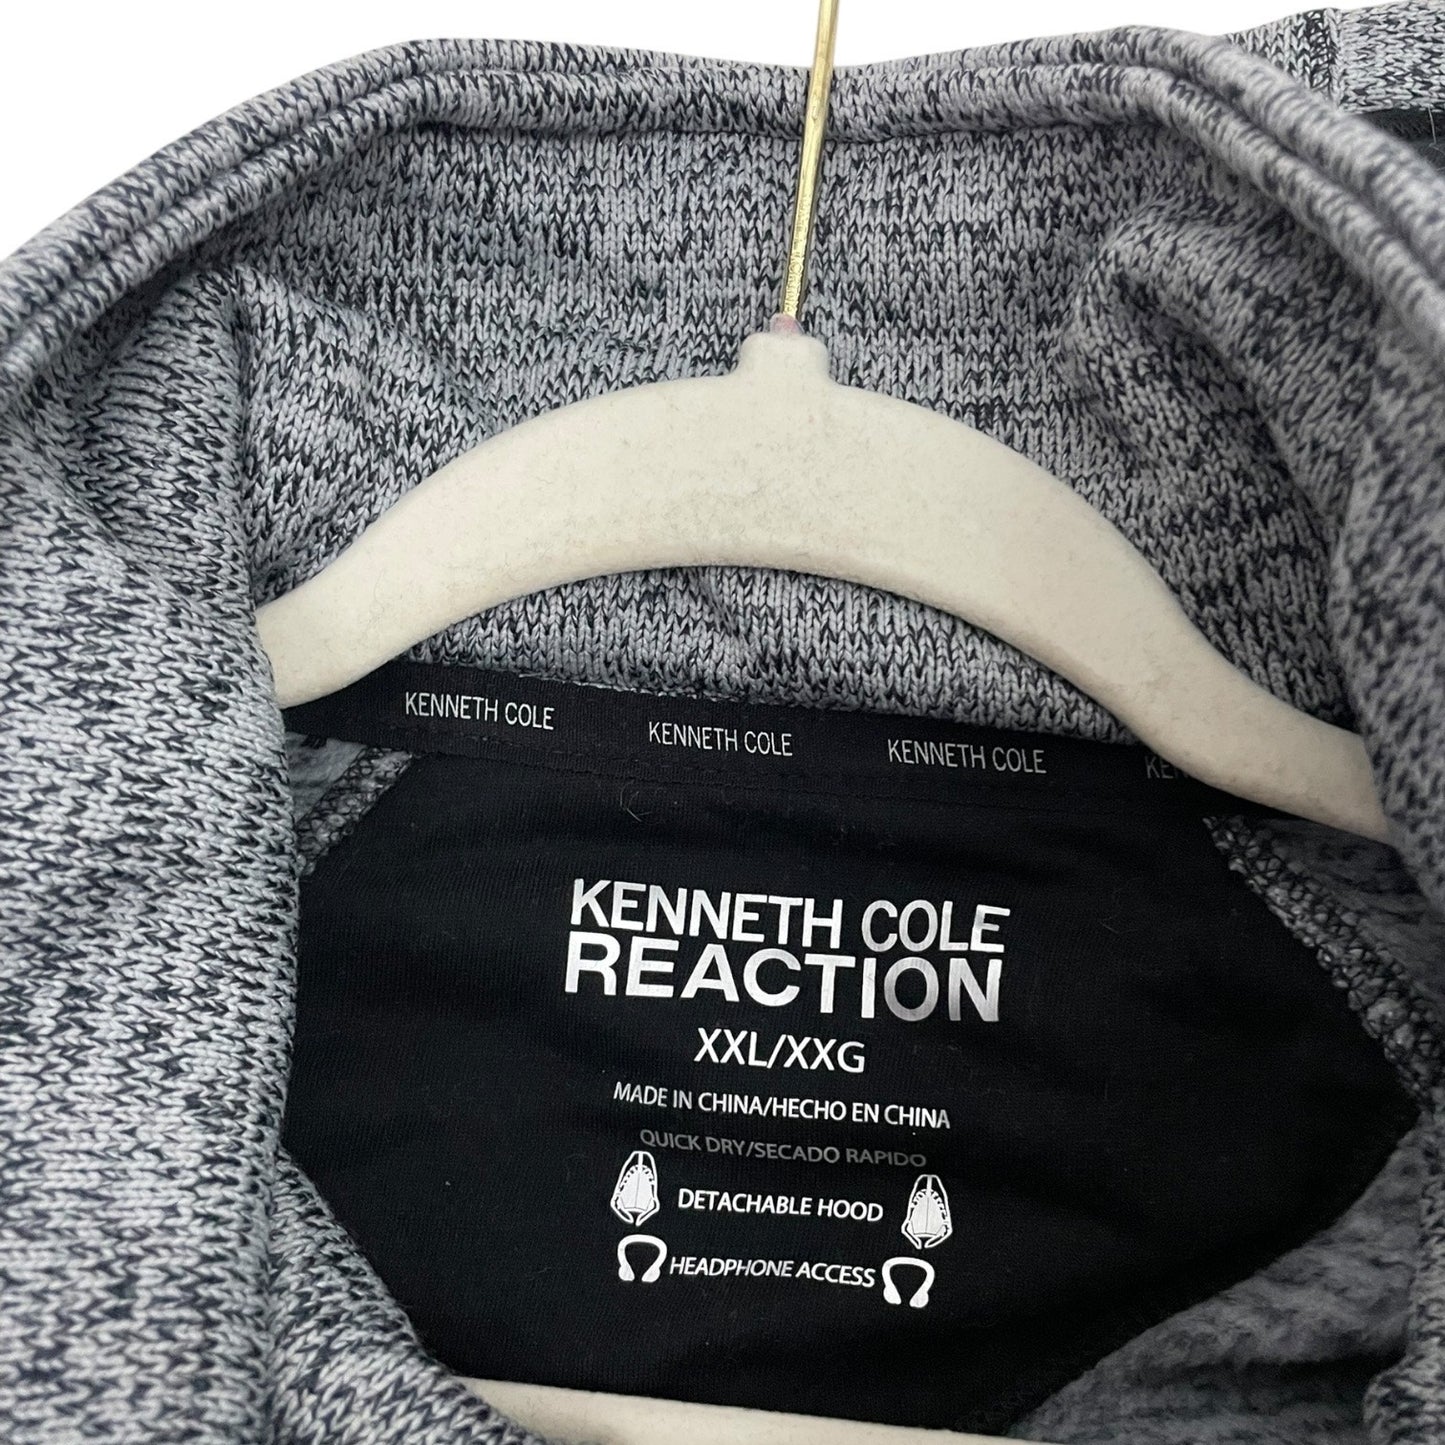 KENNETH COLE KENNETH COLE KENNETH COLE KE
KENNETH COLE
REACTION
XXL/XXG
MADE IN CHINA/HECHO EN CHINA
QUICK DRY/SECADO RAPIDO
DETACHABLE HOOD
HEADPHONE ACCESS